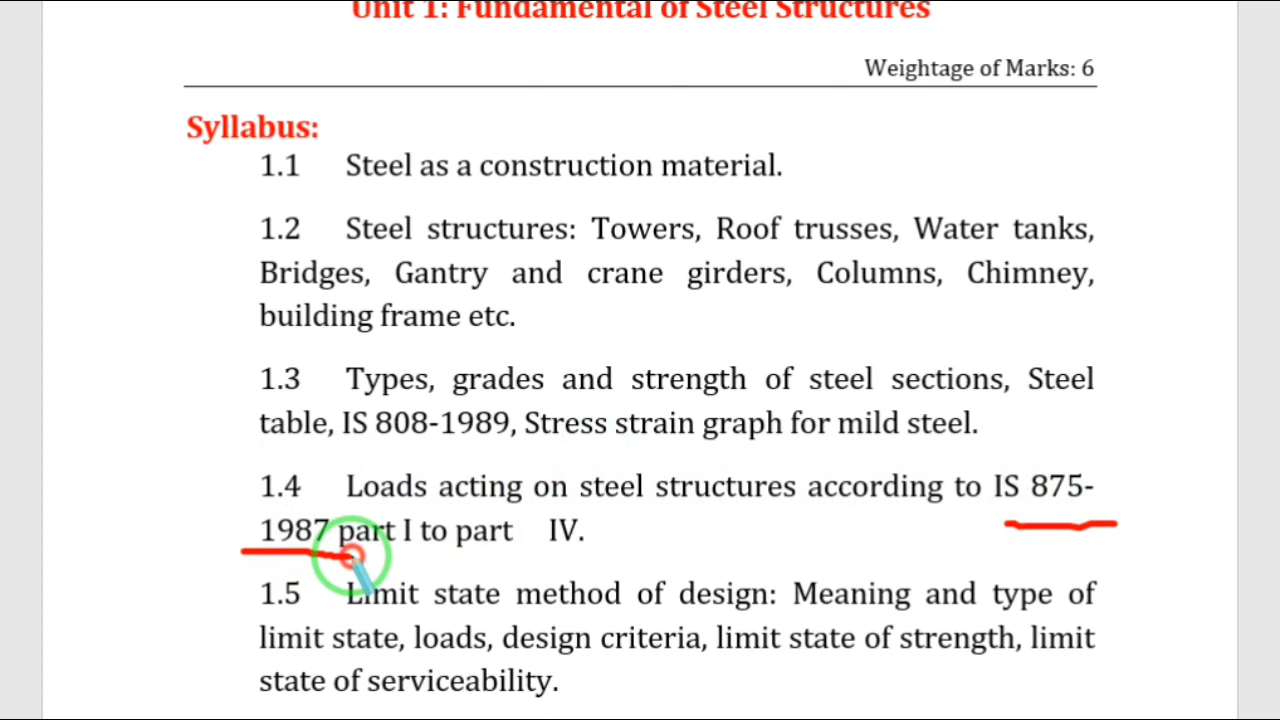 Unit 1: Fundamental of Steel Structures
Weightage of Marks: 6
Syllabus:
1.1 Steel as a construction material.
1.2 Steel structures: Towers, Roof trusses, Water tanks,
Bridges, Gantry and crane girders, Columns, Chimney,
building frame etc.
1.3 Types, grades and strength of steel sections, Steel
table, IS 808-1989, Stress strain graph for mild steel.
1.4 Loads acting on steel structures according to IS 875-
1987 part I to part IV.
1.5 Limit state method of design: Meaning and type of
limit state, loads, design criteria, limit state of strength, limit
state of serviceability.